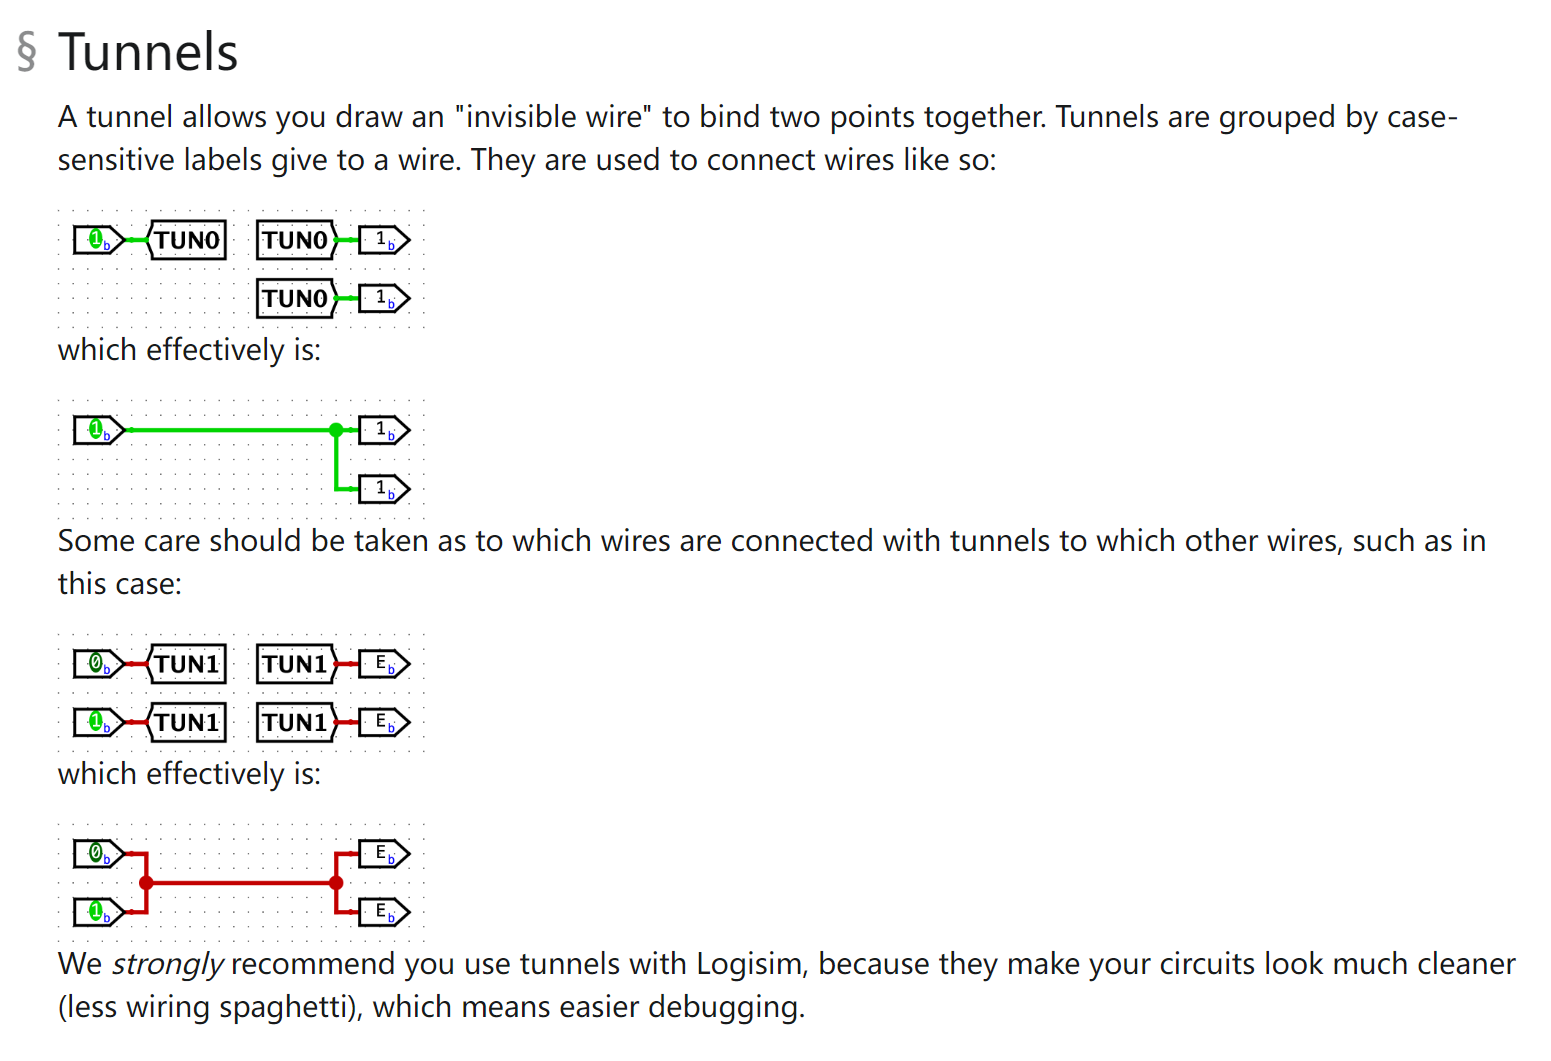 § Tunnels
A tunnel allows you draw an "invisible wire" to bind two points together. Tunnels are grouped by case-
sensitive labels give to a wire. They are used to connect wires like so:
1b TUN0 TUN0 1b
TUN0 1b
which effectively is:
1b 1b
1b
Some care should be taken as to which wires are connected with tunnels to which other wires, such as in
this case:
0b TUN1 TUN1 Eb
1b TUN1 TUN1 Eb
which effectively is:
0b Eb
1b Eb
We strongly recommend you use tunnels with Logisim, because they make your circuits look much cleaner
(less wiring spaghetti), which means easier debugging.